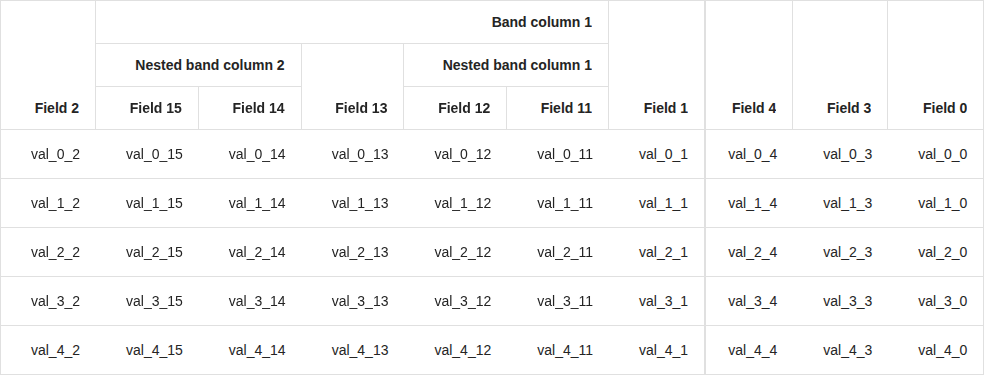 Band column 1
Nested band column 2 Nested band column 1
Field 2 Field 15 Field 14 Field 13 Field 12 Field 11 Field 1 Field 4 Field 3 Field 0
val_0_2 val_0_15 val_0_14 val_0_13 val_0_12 val_0_11 val_0_1 val_0_4 val_0_3 val_0_0
val_1_2 val_1_15 val_1_14 val_1_13 val_1_12 val_1_11 val_1_1 val_1_4 val_1_3 val_1_0
val_2_2 val_2_15 val_2_14 val_2_13 val_2_12 val_2_11 val_2_1 val_2_4 val_2_3 val_2_0
val_3_2 val_3_15 val_3_14 val_3_13 val_3_12 val_3_11 val_3_1 val_3_4 val_3_3 val_3_0
val_4_2 val_4_15 val_4_14 val_4_13 val_4_12 val_4_11 val_4_1 val_4_4 val_4_3 val_4_0